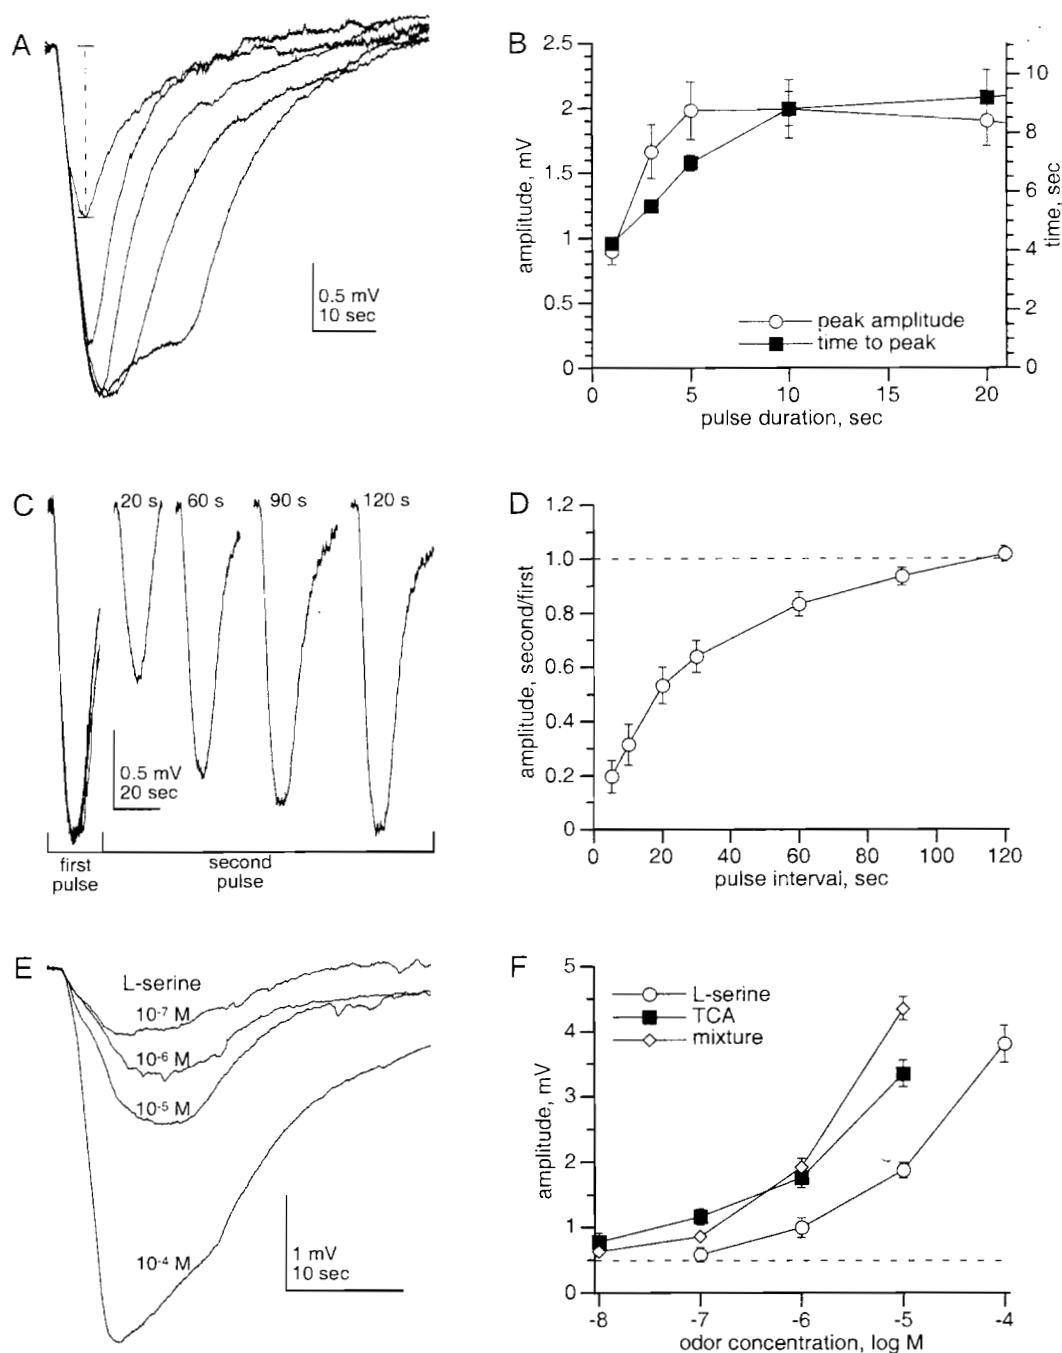 A
0.5 mV
10 sec
B
2.5
2
1.5
1
0.5
0
amplitude, mV
10
8
6
4
2
0
time, sec
peak amplitude
time to peak
0
5
10
15
20
pulse duration, sec
C
20 s
60 s
90 s
120 s
0.5 mV
20 sec
first
pulse
second
pulse
D
1.2
1.0
0.8
0.6
0.4
0.2
0
amplitude, second/first
0
20
40
60
80
100
120
pulse interval, sec
E
L-serine
10-7 M
10-6 M
10-5 M
10-4 M
1 mV
10 sec
F
5
4
3
2
1
0
amplitude, mV
L-serine
TCA
mixture
-8
-7
-6
-5
-4
odor concentration, log M